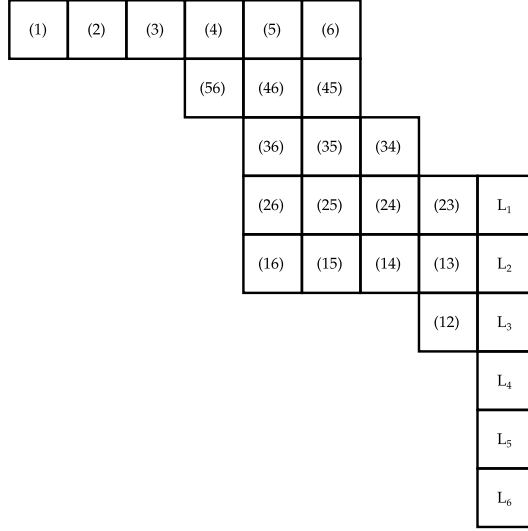 (1) (2) (3) (4) (5) (6)
(56) (46) (45)
(36) (35) (34)
(26) (25) (24) (23) L₁
(16) (15) (14) (13) L₂
(12) L₃
L₄
L₅
L₆